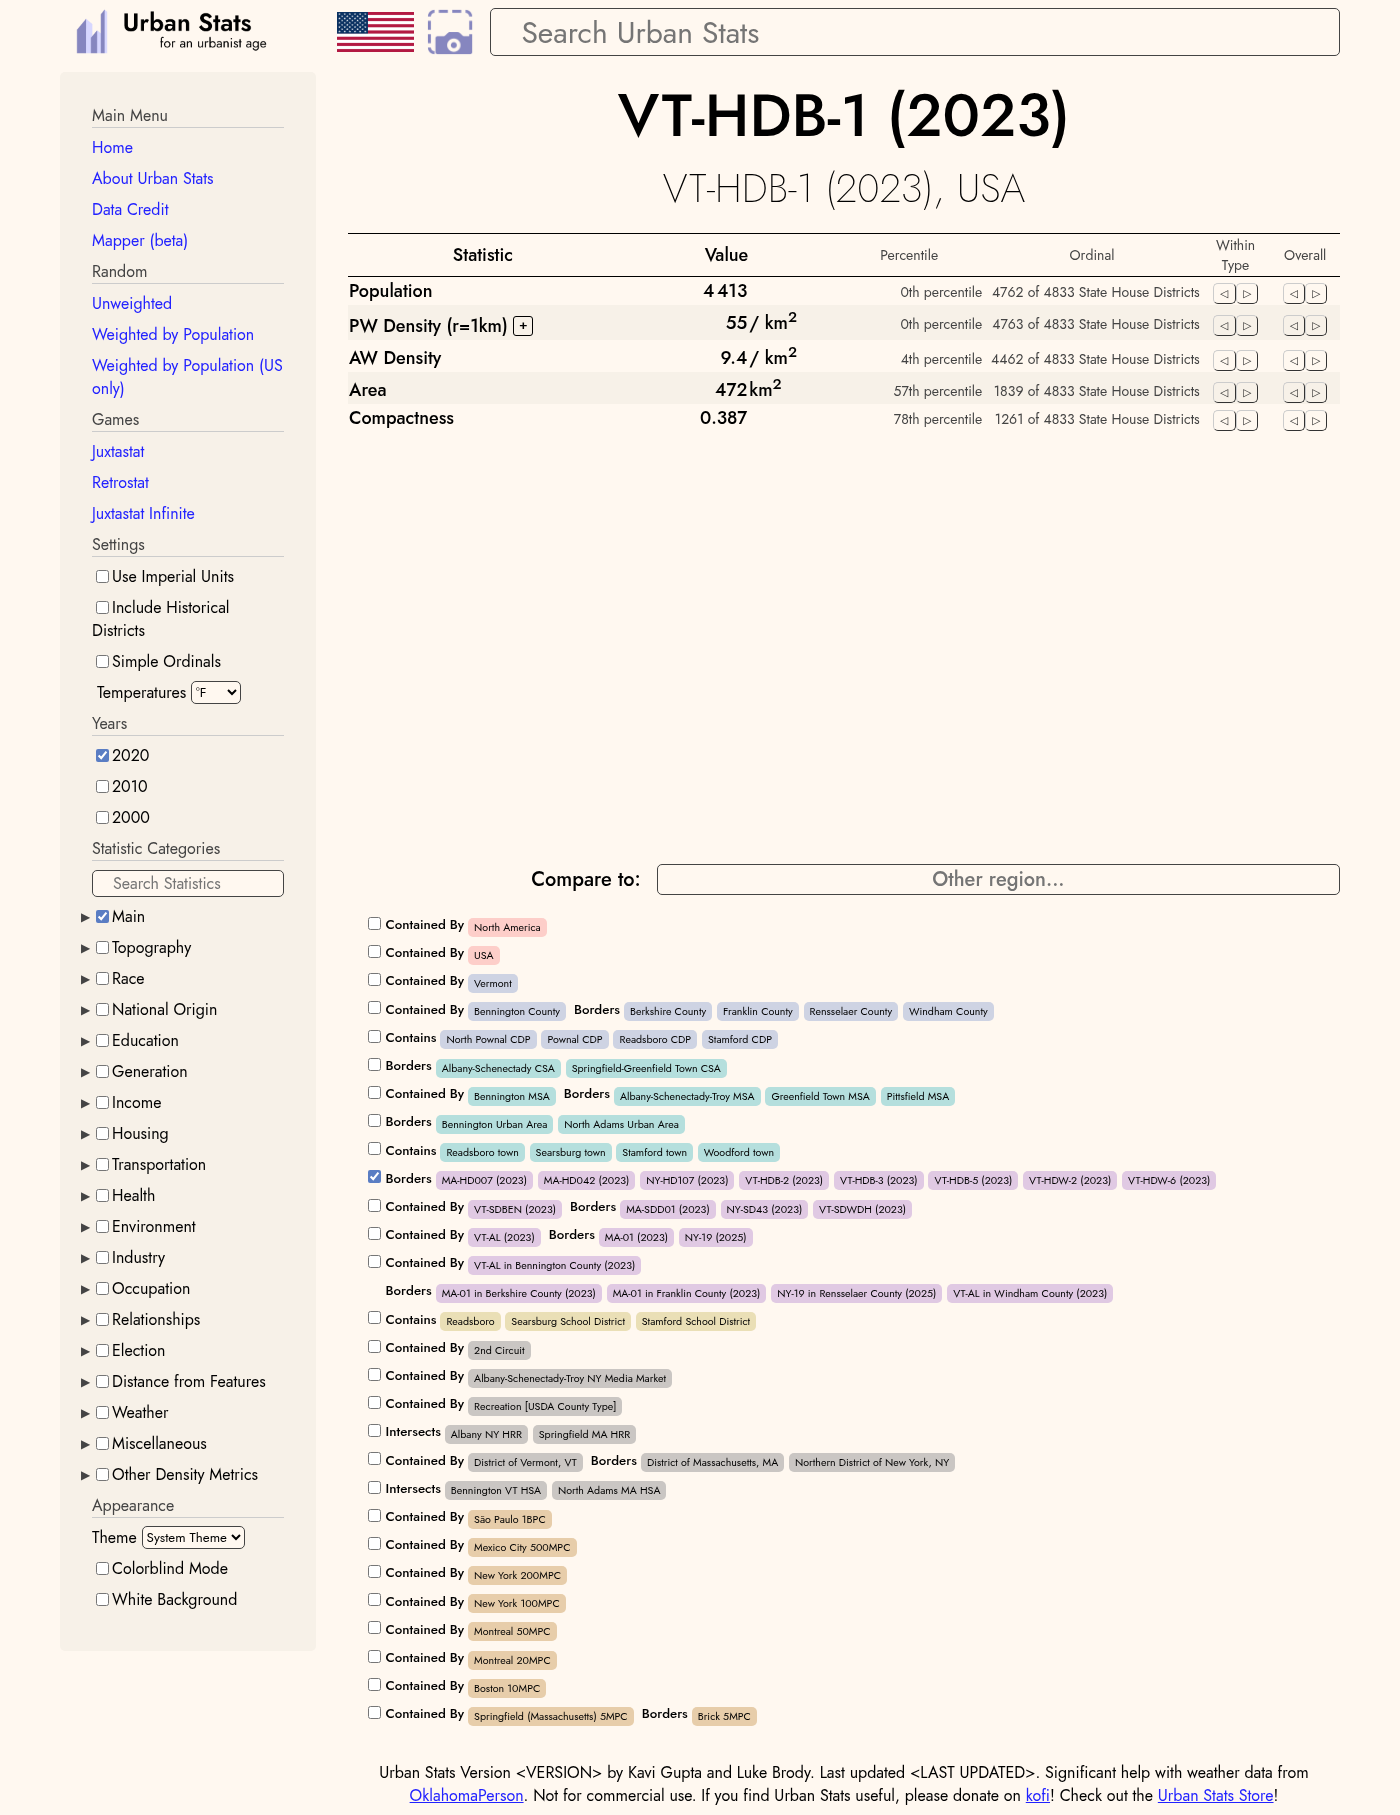 Urban Stats
for an urbanist age
Search Urban Stats
Main Menu
Home
About Urban Stats
Data Credit
Mapper (beta)
Random
Unweighted
Weighted by Population
Weighted by Population (US
only)
Games
Juxtastat
Retrostat
Juxtastat Infinite
Settings
Use Imperial Units
Include Historical
Districts
Simple Ordinals
Temperatures °F
Years
2020
2010
2000
Statistic Categories
Search Statistics
Main
Topography
Race
National Origin
Education
Generation
Income
Housing
Transportation
Health
Environment
Industry
Occupation
Relationships
Election
Distance from Features
Weather
Miscellaneous
Other Density Metrics
Appearance
Theme System Theme
Colorblind Mode
White Background
VT-HDB-1 (2023)
VT-HDB-1 (2023), USA
Statistic Value Percentile Ordinal Within Type Overall
Population 4 413 0th percentile 4762 of 4833 State House Districts
PW Density (r=1km) + 55 / km² 0th percentile 4763 of 4833 State House Districts
AW Density 9.4 / km² 4th percentile 4462 of 4833 State House Districts
Area 472 km² 57th percentile 1839 of 4833 State House Districts
Compactness 0.387 78th percentile 1261 of 4833 State House Districts
Compare to: Other region...
Contained By North America
Contained By USA
Contained By Vermont
Contained By Bennington County Borders Berkshire County Franklin County Rensselaer County Windham County
Contains North Pownal CDP Pownal CDP Readsboro CDP Stamford CDP
Borders Albany-Schenectady CSA Springfield-Greenfield Town CSA
Contained By Bennington MSA Borders Albany-Schenectady-Troy MSA Greenfield Town MSA Pittsfield MSA
Borders Bennington Urban Area North Adams Urban Area
Contains Readsboro town Searsburg town Stamford town Woodford town
Borders MA-HD007 (2023) MA-HD042 (2023) NY-HD107 (2023) VT-HDB-2 (2023) VT-HDB-3 (2023) VT-HDB-5 (2023) VT-HDW-2 (2023) VT-HDW-6 (2023)
Contained By VT-SDBEN (2023) Borders MA-SDD01 (2023) NY-SD43 (2023) VT-SDWDH (2023)
Contained By VT-AL (2023) Borders MA-01 (2023) NY-19 (2025)
Contained By VT-AL in Bennington County (2023)
Borders MA-01 in Berkshire County (2023) MA-01 in Franklin County (2023) NY-19 in Rensselaer County (2025) VT-AL in Windham County (2023)
Contains Readsboro Searsburg School District Stamford School District
Contained By 2nd Circuit
Contained By Albany-Schenectady-Troy NY Media Market
Contained By Recreation [USDA County Type]
Intersects Albany NY HRR Springfield MA HRR
Contained By District of Vermont, VT Borders District of Massachusetts, MA Northern District of New York, NY
Intersects Bennington VT HSA North Adams MA HSA
Contained By São Paulo 1BPC
Contained By Mexico City 500MPC
Contained By New York 200MPC
Contained By New York 100MPC
Contained By Montreal 50MPC
Contained By Montreal 20MPC
Contained By Boston 10MPC
Contained By Springfield (Massachusetts) 5MPC Borders Brick 5MPC
Urban Stats Version <VERSION> by Kavi Gupta and Luke Brody. Last updated <LAST UPDATED>. Significant help with weather data from
OklahomaPerson. Not for commercial use. If you find Urban Stats useful, please donate on kofi! Check out the Urban Stats Store!